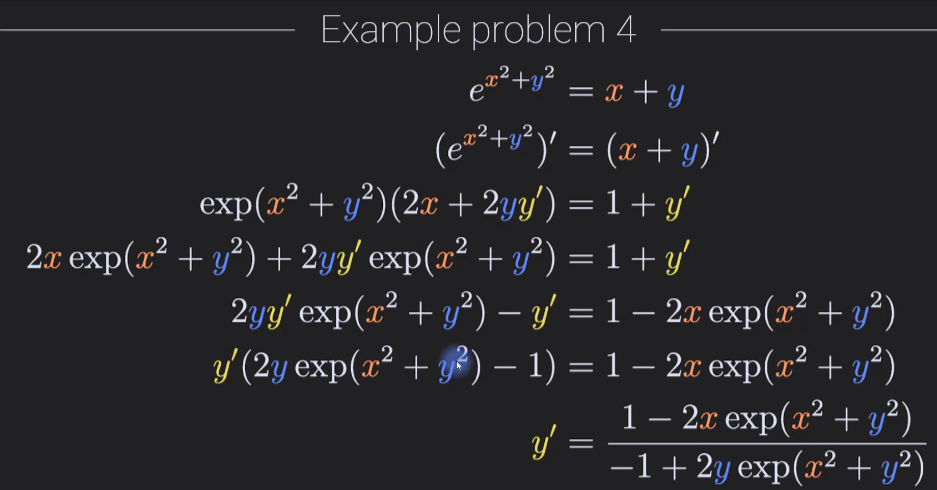 Example problem 4
e^{x^2+y^2} = x + y
(e^{x^2+y^2})' = (x + y)'
exp(x^2 + y^2)(2x + 2yy') = 1 + y'
2x exp(x^2 + y^2) + 2yy' exp(x^2 + y^2) = 1 + y'
2yy' exp(x^2 + y^2) − y' = 1 − 2x exp(x^2 + y^2)
y'(2y exp(x^2 + y^2) − 1) = 1 − 2x exp(x^2 + y^2)
y' = \frac{1 − 2x exp(x^2 + y^2)}{−1 + 2y exp(x^2 + y^2)}